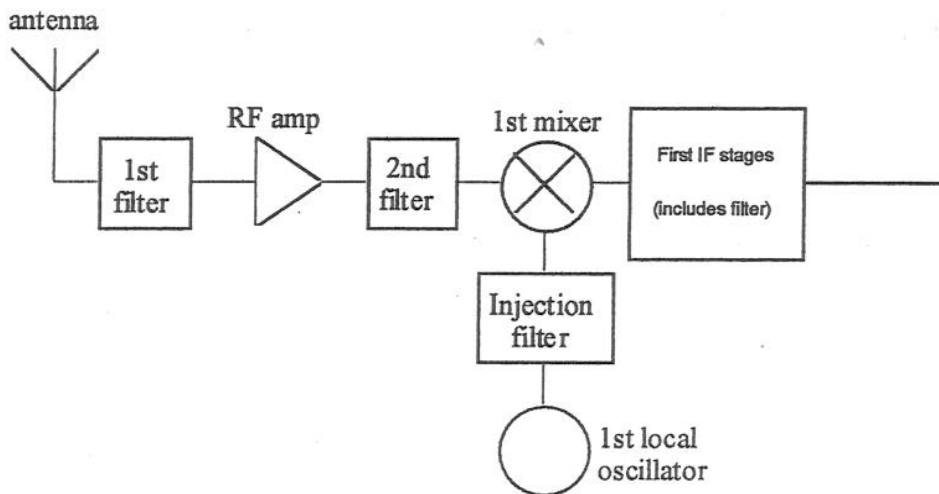 antenna
RF amp
1st mixer
1st
filter
2nd
filter
First IF stages
(includes filter)
Injection
filter
1st local
oscillator